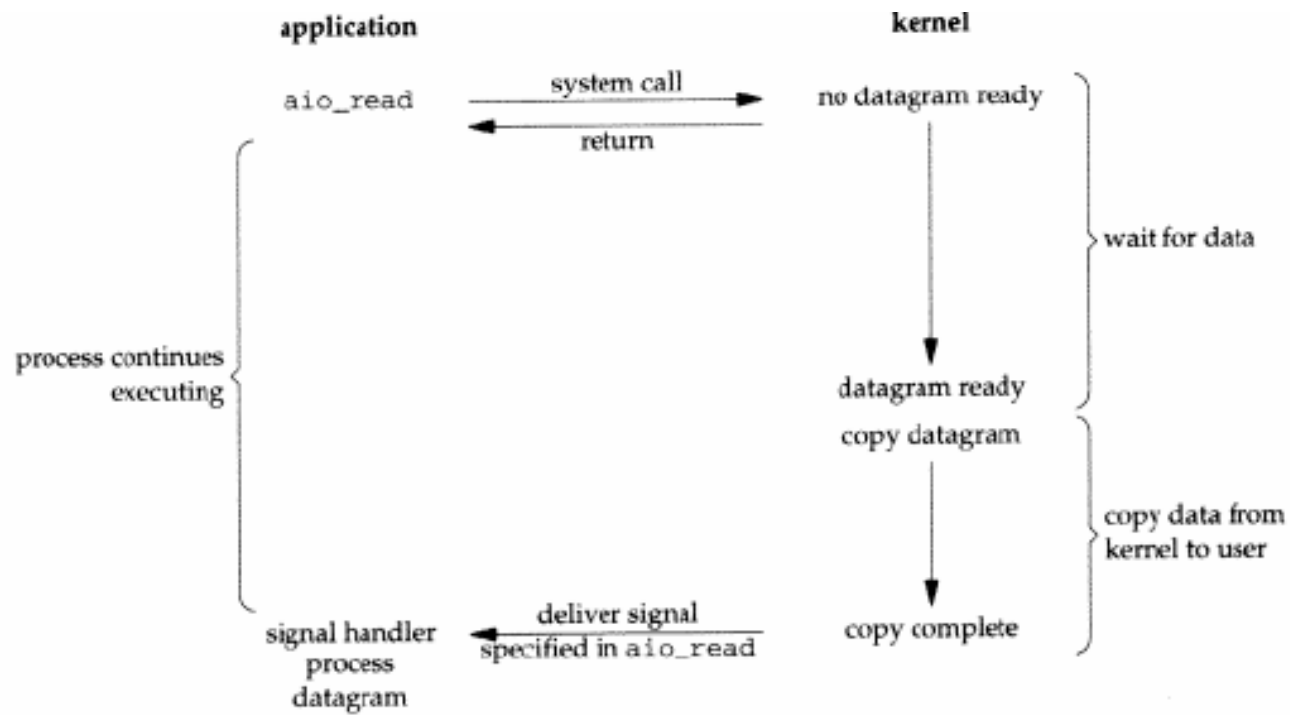 application
kernel
aio_read
system call
no datagram ready
return
wait for data
process continues
executing
datagram ready
copy datagram
copy data from
kernel to user
deliver signal
copy complete
signal handler
specified in aio_read
process
datagram